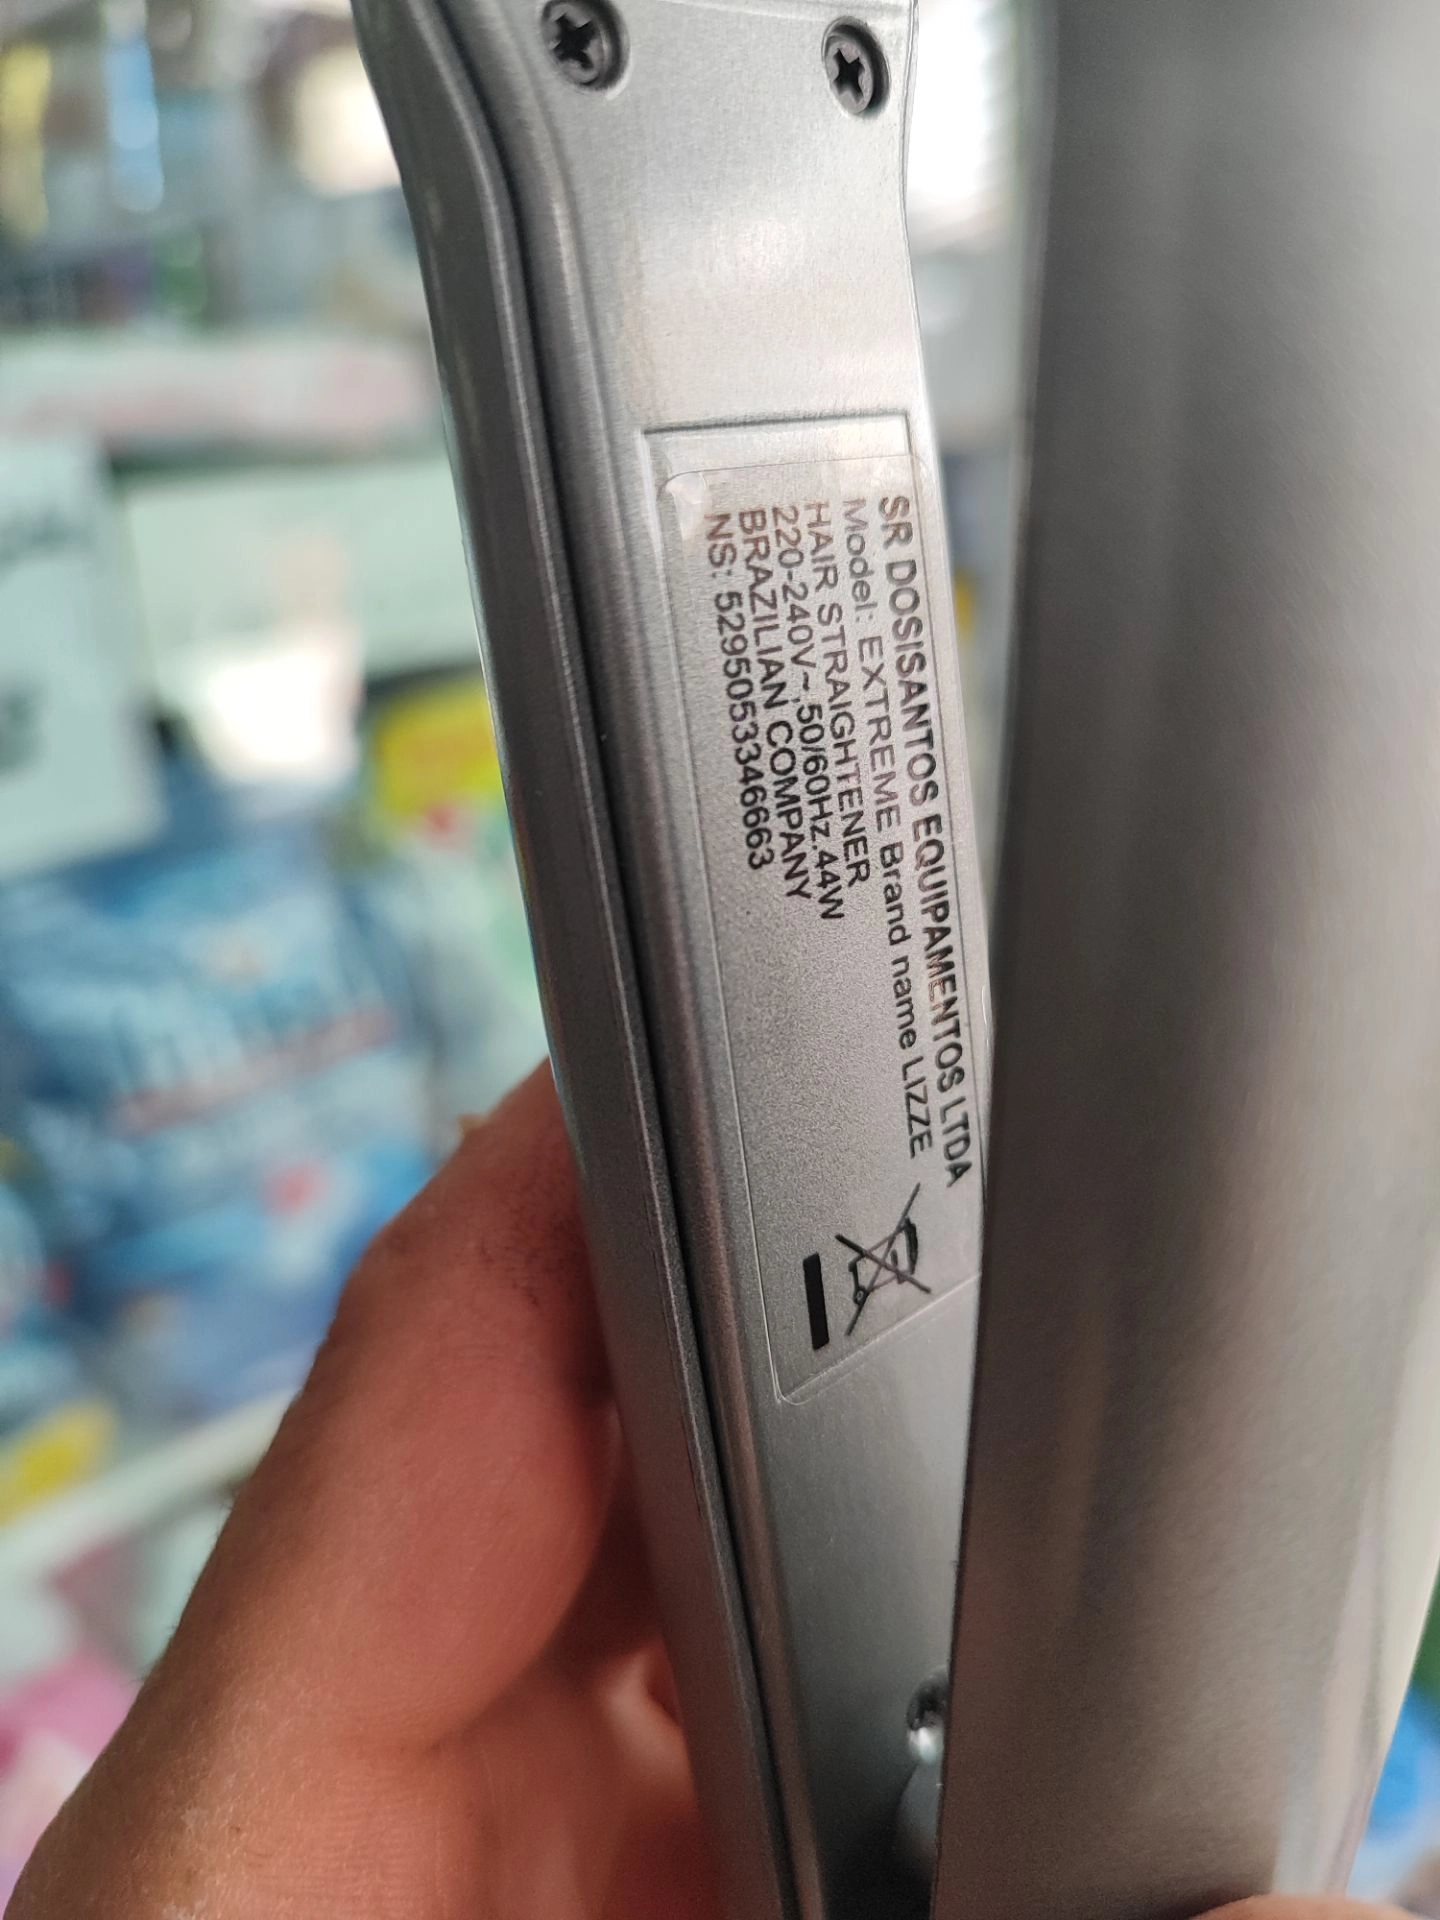 SR DOSISANTOS EQUIPAMENTOS LTDA
Model: EXTREME Brand name LIZZE
HAIR STRAIGHTENER
220-240V~,50/60Hz.44W
BRAZILIAN COMPANY
NS: 5295053346663